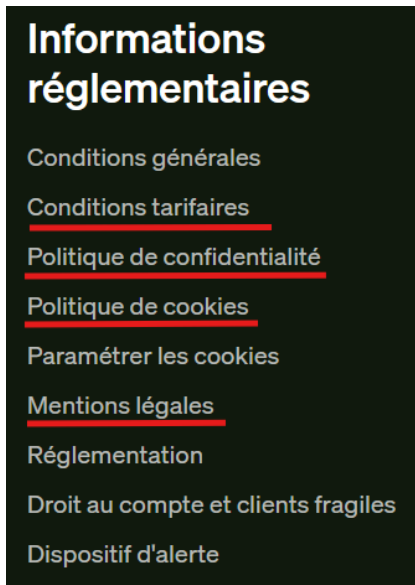 Informations
réglementaires
Conditions générales
Conditions tarifaires
Politique de confidentialité
Politique de cookies
Paramétrer les cookies
Mentions légales
Réglementation
Droit au compte et clients fragiles
Dispositif d'alerte